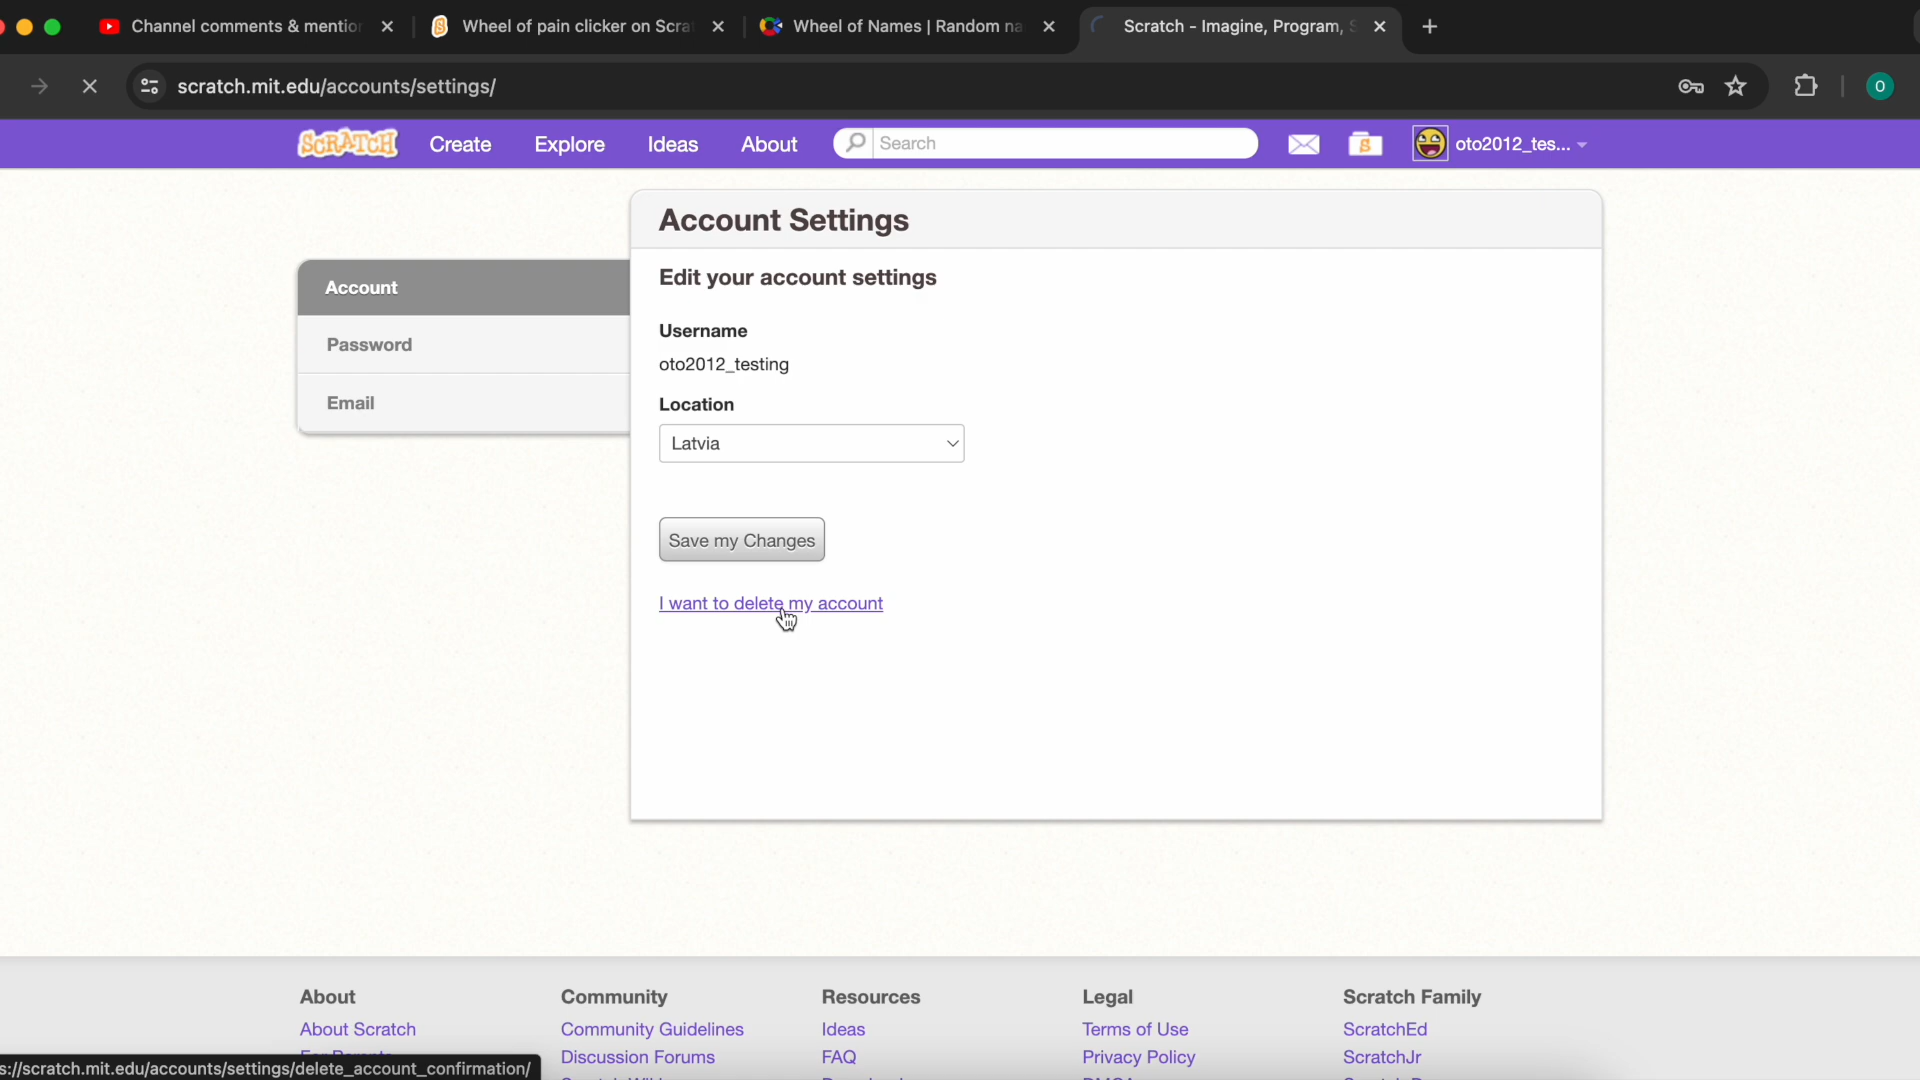 Channel comments & mentio
Wheel of pain clicker on Scra
Wheel of Names | Random na
Scratch - Imagine, Program, S
scratch.mit.edu/accounts/settings/
O
SCRATCH
Create
Explore
Ideas
About
Search
S
oto2012_tes...
Account Settings
Account
Password
Email
Edit your account settings
Username
oto2012_testing
Location
Latvia
Save my Changes
I want to delete my account
About
Community
Resources
Legal
Scratch Family
About Scratch
Community Guidelines
Ideas
Terms of Use
ScratchEd
Discussion Forums
FAQ
Privacy Policy
ScratchJr
s://scratch.mit.edu/accounts/settings/delete_account_confirmation/